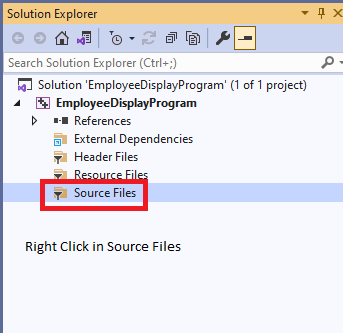 Solution Explorer
Search Solution Explorer (Ctrl+;)
Solution 'EmployeeDisplayProgram' (1 of 1 project)
EmployeeDisplayProgram
References
External Dependencies
Header Files
Resource Files
Source Files
Right Click in Source Files